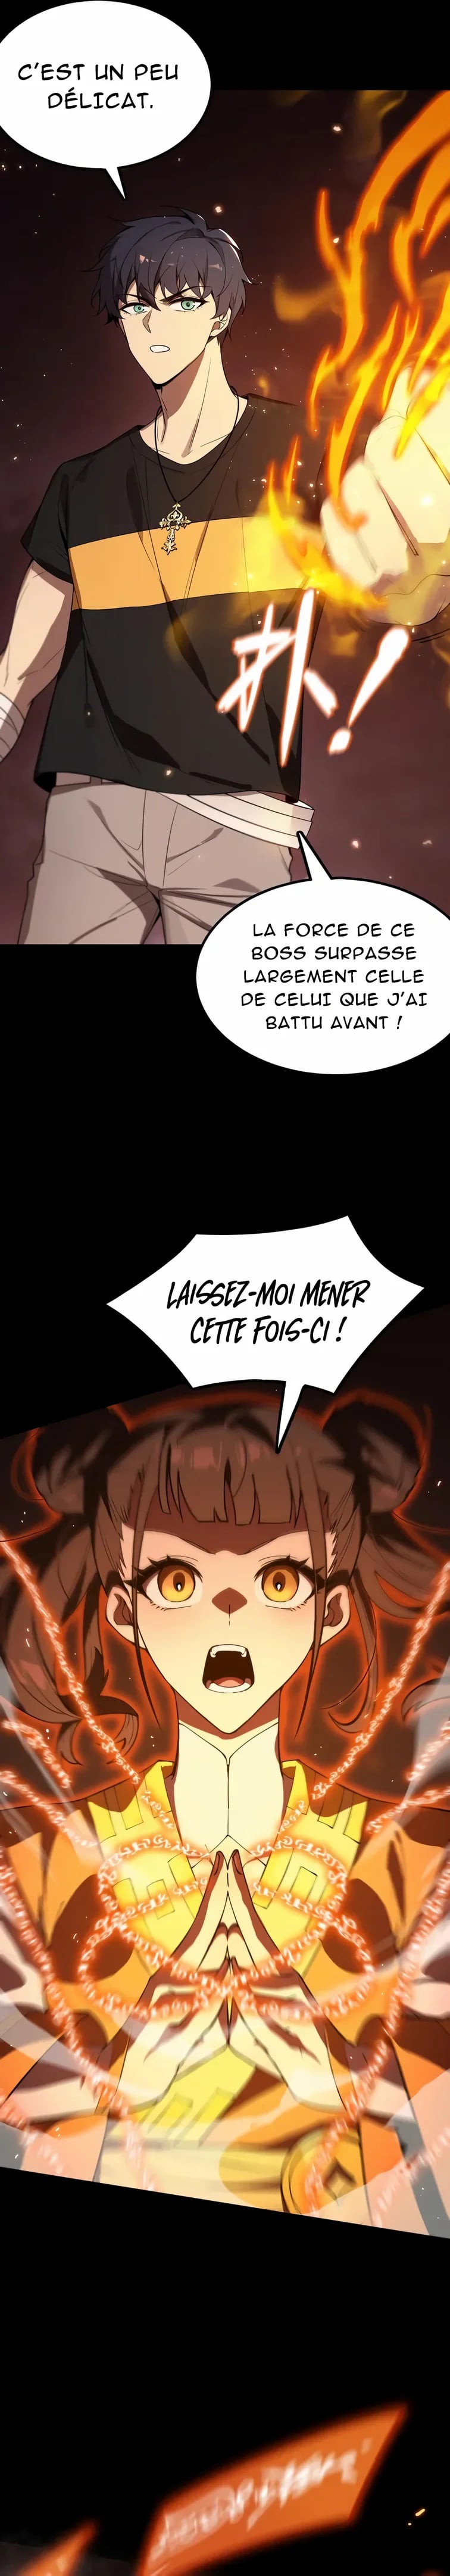 C'EST UN PEU
DÉLICAT.
LA FORCE DE CE
BOSS SURPASSE
LARGEMENT CELLE
DE CELUI QUE J'AI
BATTU AVANT !
LAISSEZ-MOI MENER
CETTE FOIS-CI !